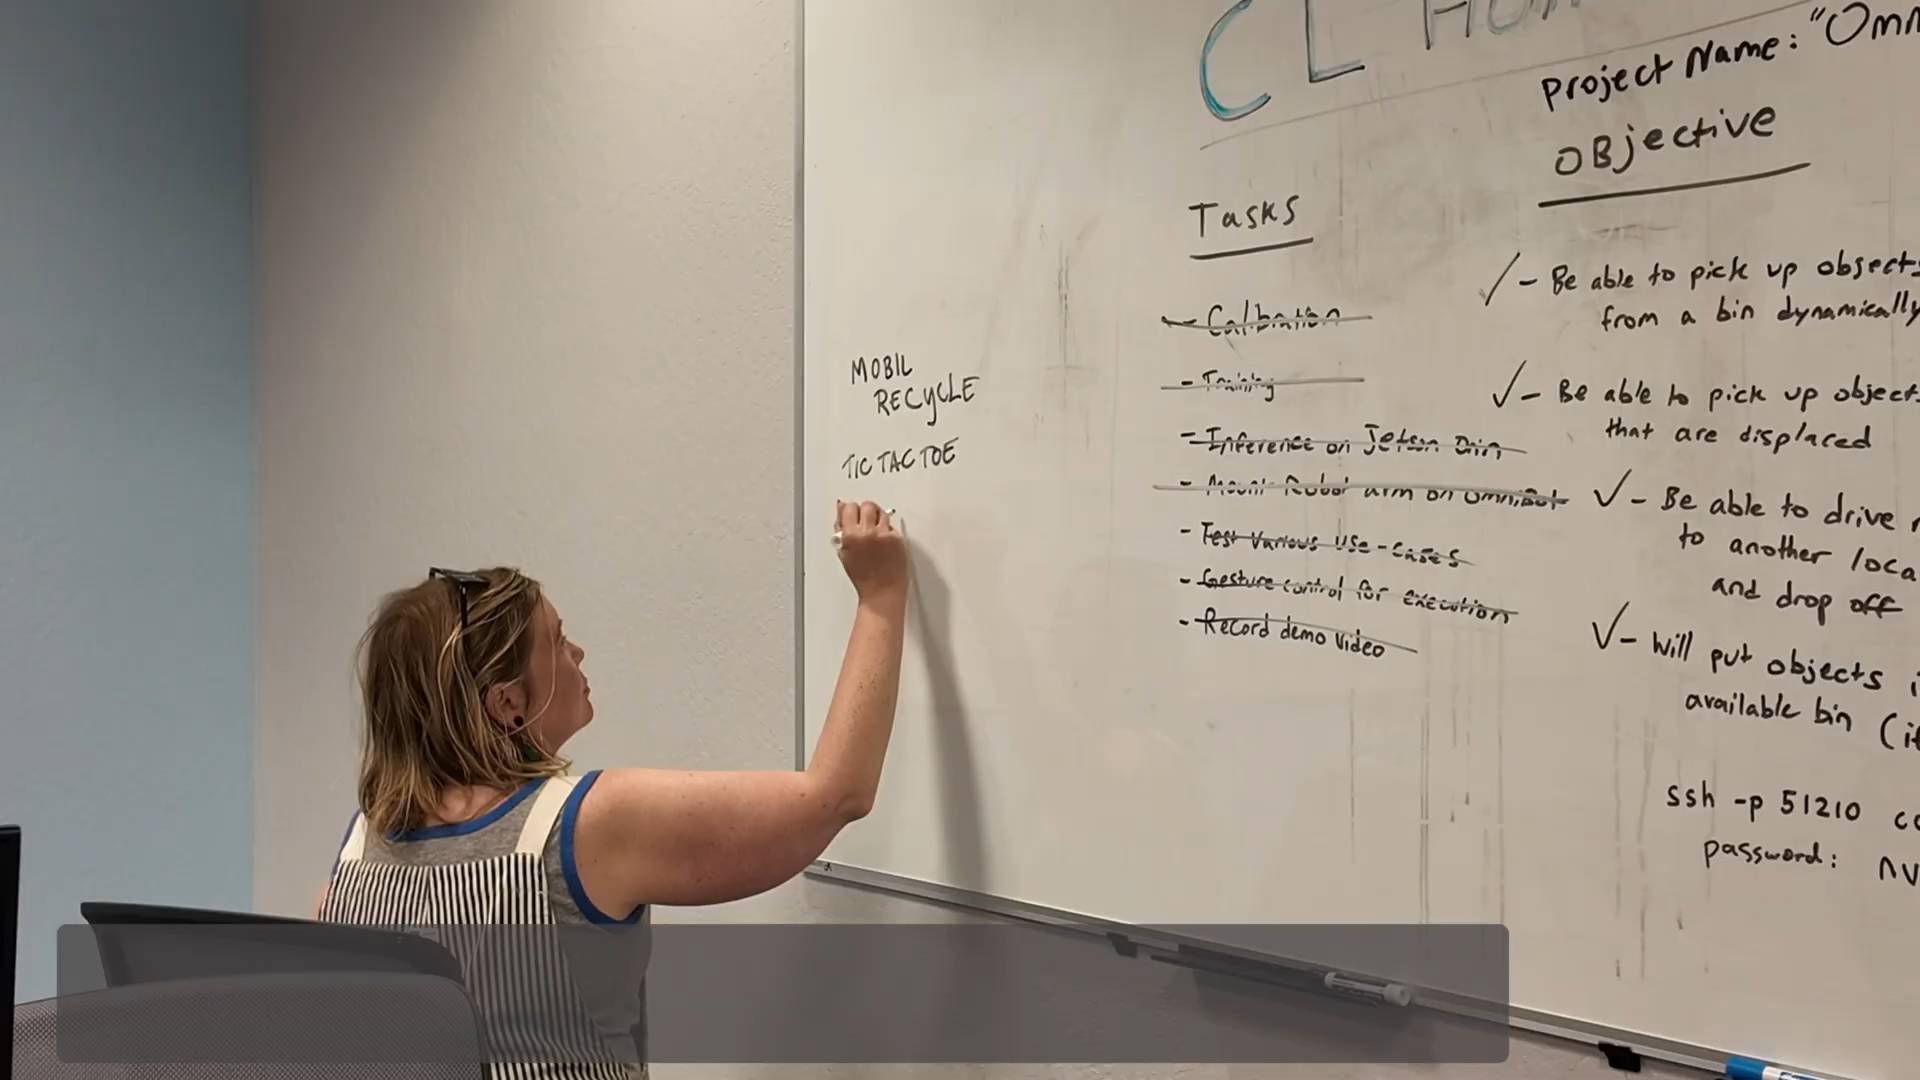 CL
Project Name: "Omn
OBjective
Tasks
- Calibration
- Training
- Inference on Jetson Orin
- Mount Robot arm on OmniBot
- Test Various Use-cases
- Gesture control for execution
- Record demo video
MOBIL
RECYCLE
TIC TAC TOE
✓ - Be able to pick up objects
from a bin dynamically
✓ - Be able to pick up object
that are displaced
✓ - Be able to drive
to another loca
and drop off
✓ - Will put objects i
available bin (if
ssh -p 51210 co
password: nv